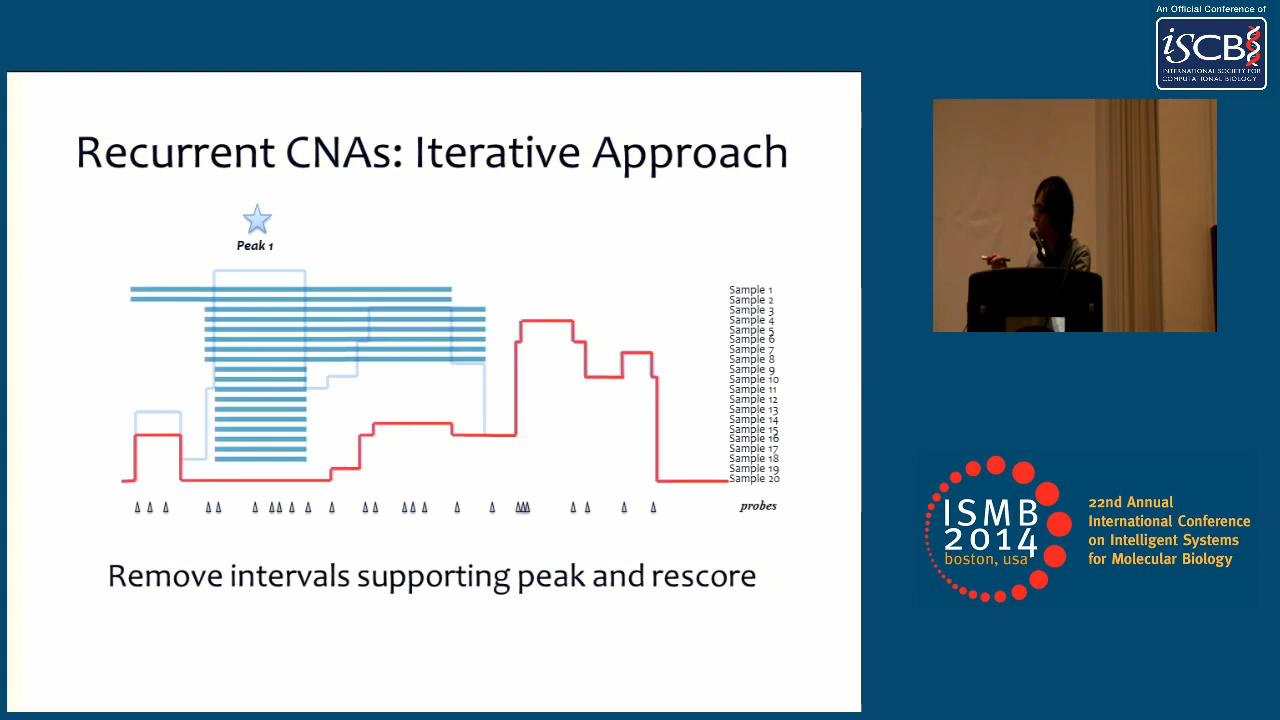 An Official Conference of
iSCB
INTERNATIONAL SOCIETY FOR
COMPUTATIONAL BIOLOGY
Recurrent CNAs: Iterative Approach
Peak 1
Sample 1
Sample 2
Sample 3
Sample 4
Sample 5
Sample 6
Sample 7
Sample 8
Sample 9
Sample 10
Sample 11
Sample 12
Sample 13
Sample 14
Sample 15
Sample 16
Sample 17
Sample 18
Sample 19
Sample 20
probes
Remove intervals supporting peak and rescore
ISMB
2014
boston, usa
22nd Annual
International Conference
on Intelligent Systems
for Molecular Biology